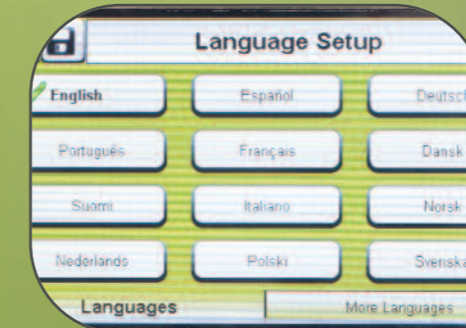 Language Setup
English Español Deutsch
Português Français Dansk
Suomi Italiano Norsk
Nederlands Polski Svenska
Languages More Languages